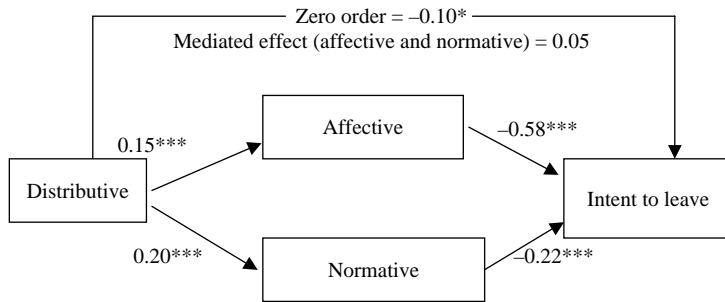 Zero order = –0.10*
Mediated effect (affective and normative) = 0.05
Affective
0.15***
–0.58***
Distributive
Intent to leave
0.20***
Normative
–0.22***